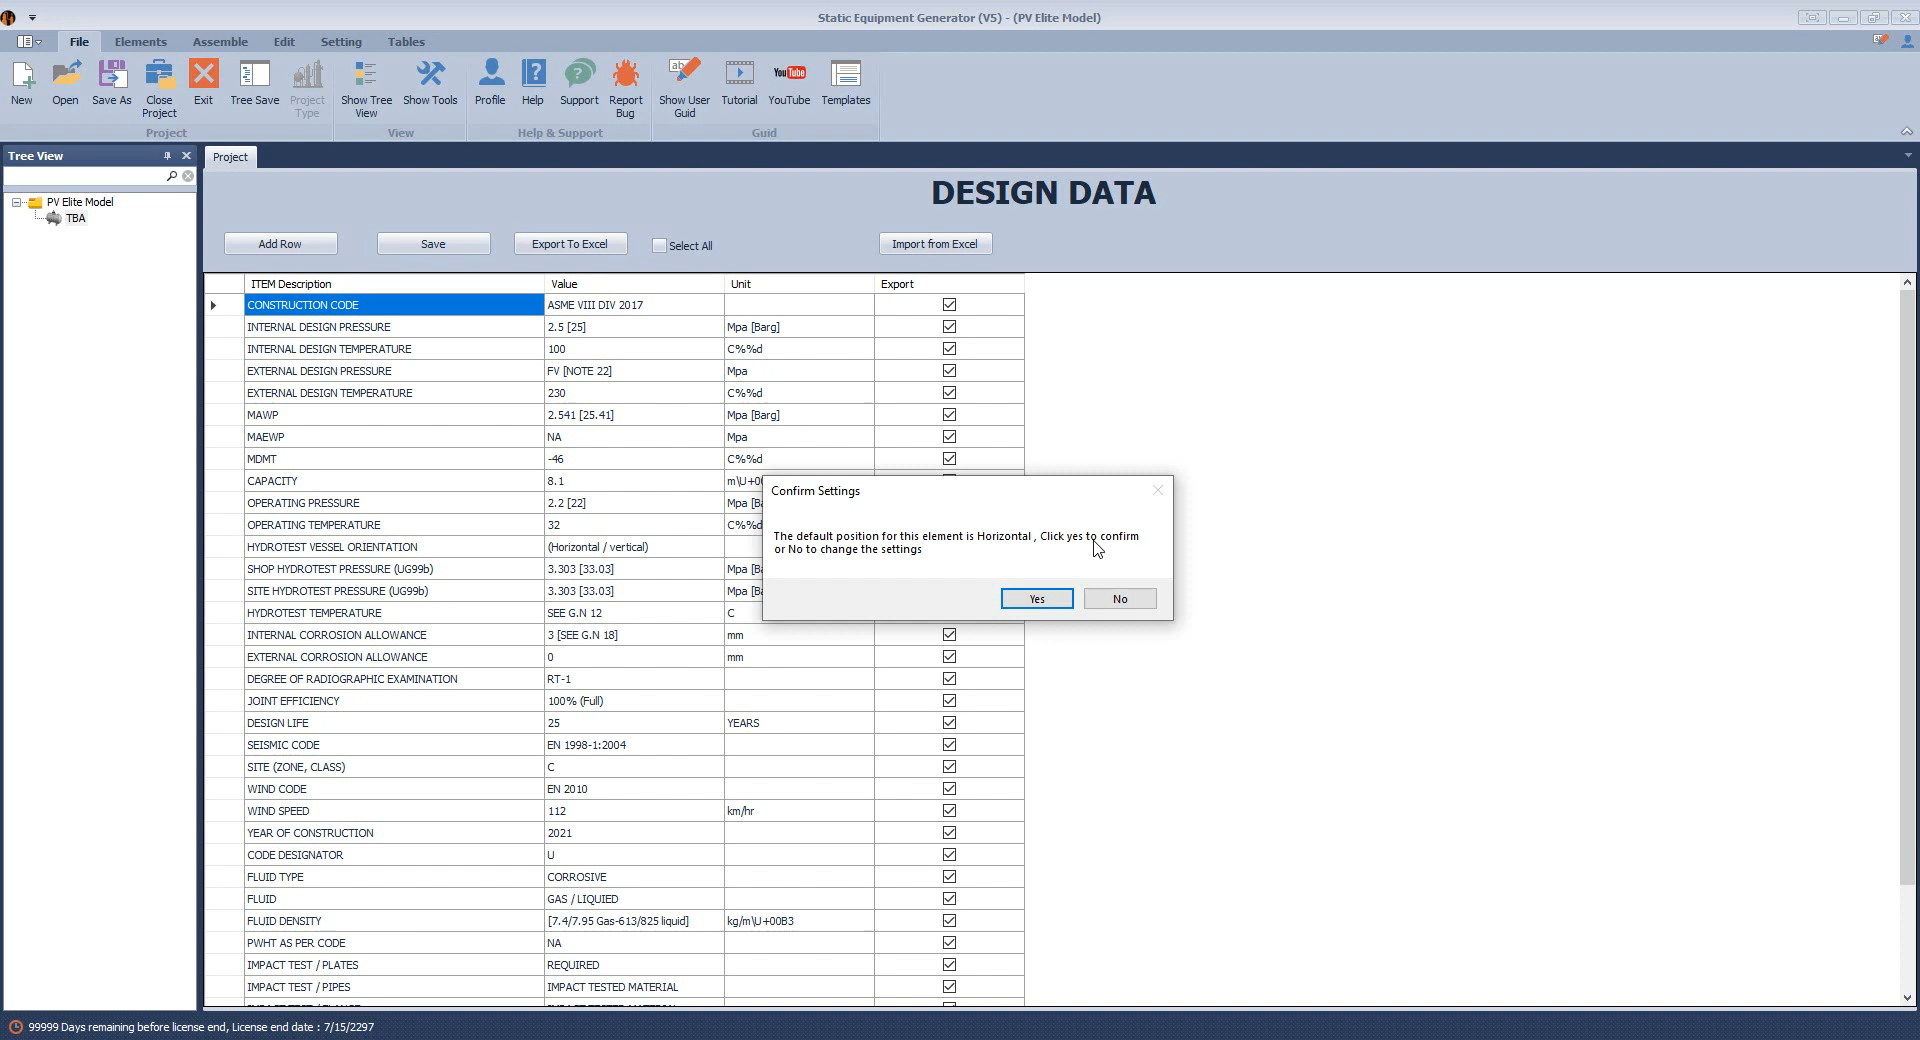 Static Equipment Generator (V5) - (PV Elite Model)
File Elements Assemble Edit Setting Tables
New Open Save As Close Project Exit Tree Save Project Type Show Tree View Show Tools Profile Help Support Report Bug Show User Guid Tutorial YouTube Templates
Project View Help & Support Guid
Tree View
Project
PV Elite Model
TBA
DESIGN DATA
Add Row Save Export To Excel Select All Import from Excel
ITEM Description Value Unit Export
CONSTRUCTION CODE ASME VIII DIV 2017
INTERNAL DESIGN PRESSURE 2.5 [25] Mpa [Barg]
INTERNAL DESIGN TEMPERATURE 100 C%%d
EXTERNAL DESIGN PRESSURE FV [NOTE 22] Mpa
EXTERNAL DESIGN TEMPERATURE 230 C%%d
MAWP 2.541 [25.41] Mpa [Barg]
MAEWP NA Mpa
MDMT -46 C%%d
CAPACITY 8.1 m\U+00
OPERATING PRESSURE 2.2 [22] Mpa [Ba
OPERATING TEMPERATURE 32 C%%d
HYDROTEST VESSEL ORIENTATION (Horizontal / vertical)
SHOP HYDROTEST PRESSURE (UG99b) 3.303 [33.03] Mpa [Ba
SITE HYDROTEST PRESSURE (UG99b) 3.303 [33.03] Mpa [Ba
HYDROTEST TEMPERATURE SEE G.N 12 C
INTERNAL CORROSION ALLOWANCE 3 [SEE G.N 18] mm
EXTERNAL CORROSION ALLOWANCE 0 mm
DEGREE OF RADIOGRAPHIC EXAMINATION RT-1
JOINT EFFICIENCY 100% (Full)
DESIGN LIFE 25 YEARS
SEISMIC CODE EN 1998-1:2004
SITE (ZONE, CLASS) C
WIND CODE EN 2010
WIND SPEED 112 km/hr
YEAR OF CONSTRUCTION 2021
CODE DESIGNATOR U
FLUID TYPE CORROSIVE
FLUID GAS / LIQUIED
FLUID DENSITY [7.4/7.95 Gas-613/825 liquid] kg/m\U+00B3
PWHT AS PER CODE NA
IMPACT TEST / PLATES REQUIRED
IMPACT TEST / PIPES IMPACT TESTED MATERIAL
Confirm Settings
The default position for this element is Horizontal , Click yes to confirm
or No to change the settings
Yes No
99999 Days remaining before license end, License end date : 7/15/2297